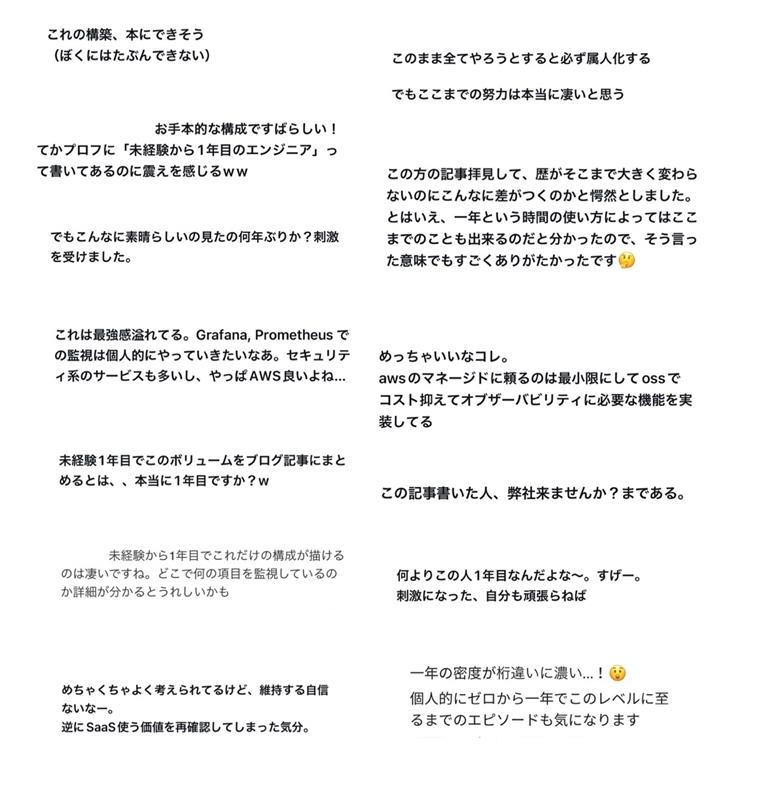 これの構築、本にできそう
（ぼくにはたぶんできない）
お手本的な構成ですばらしい！
てかプロフに「未経験から1年目のエンジニア」っ
て書いてあるのに震えを感じるｗｗ
でもこんなに素晴らしいの見たの何年ぶりか？刺激
を受けました。
これは最強感溢れてる。Grafana, Prometheus で
の監視は個人的にやっていきたいなあ。セキュリテ
ィ系のサービスも多いし、やっぱAWS良いよね...
未経験1年目でこのボリュームをブログ記事にまと
めるとは、、本当に1年目ですか？w
未経験から1年目でこれだけの構成が描ける
のは凄いですね。どこで何の項目を監視しているの
か詳細が分かるとうれしいかも
めちゃくちゃよく考えられてるけど、維持する自信
ないなー。
逆にSaaS使う価値を再確認してしまった気分。
このまま全てやろうとすると必ず属人化する
でもここまでの努力は本当に凄いと思う
この方の記事拝見して、歴がそこまで大きく変わら
ないのにこんなに差がつくのかと愕然としました。
とはいえ、一年という時間の使い方によってはここ
までのことも出来るのだと分かったので、そう言っ
た意味でもすごくありがたかったです🤔
めっちゃいいなコレ。
awsのマネージドに頼るのは最小限にしてossで
コスト抑えてオブザーバビリティに必要な機能を実
装してる
この記事書いた人、弊社来ませんか？まである。
何よりこの人1年目なんだよな〜。すげー。
刺激になった、自分も頑張らねば
一年の密度が桁違いに濃い...！😲
個人的にゼロから一年でこのレベルに至
るまでのエピソードも気になります